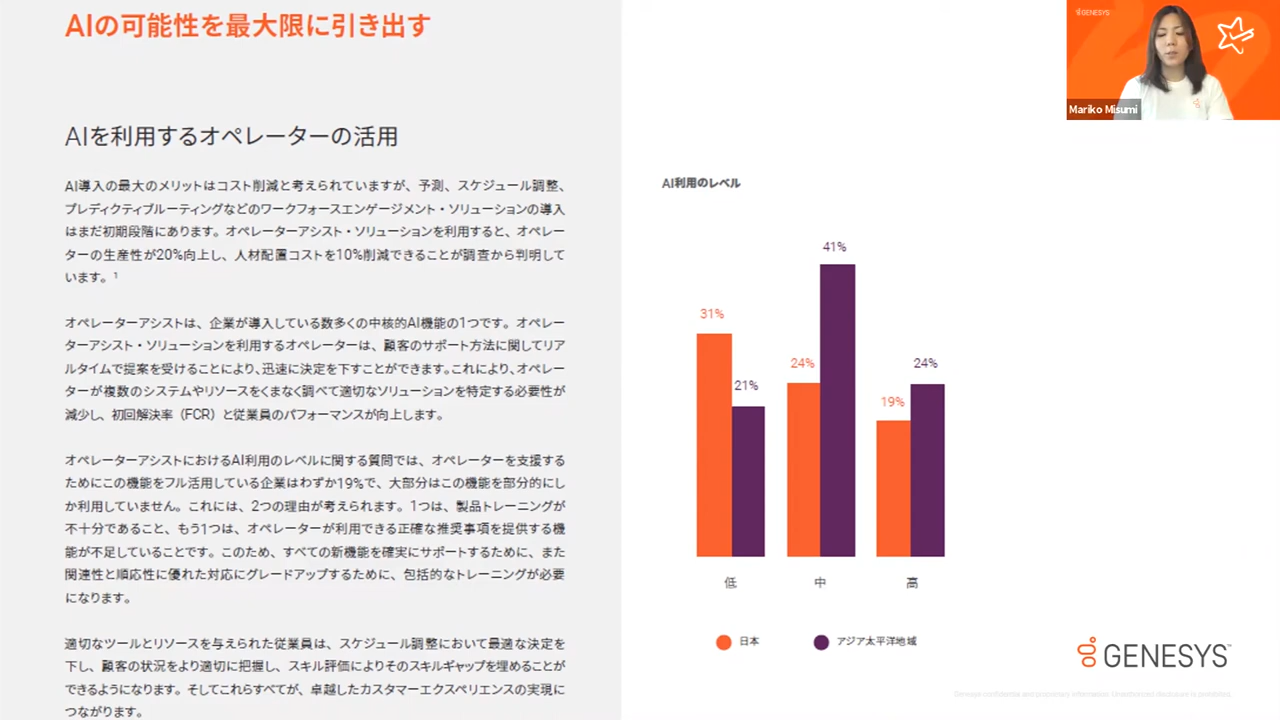 AIの可能性を最大限に引き出す
AIを利用するオペレーターの活用
AI導入の最大のメリットはコスト削減と考えられていますが、予測、スケジュール調整、
プレディクティブルーティングなどのワークフォースエンゲージメント・ソリューションの導入
はまだ初期段階にあります。オペレーターアシスト・ソリューションを利用すると、オペレー
ターの生産性が20%向上し、人材配置コストを10%削減できることが調査から判明して
います。¹
オペレーターアシストは、企業が導入している数多くの中核的AI機能の1つです。オペレー
ターアシスト・ソリューションを利用するオペレーターは、顧客のサポート方法に関してリア
ルタイムで提案を受けることにより、迅速に決定を下すことができます。これにより、オペレー
ターが複数のシステムやリソースをくまなく調べて適切なソリューションを特定する必要性が
減少し、初回解決率（FCR）と従業員のパフォーマンスが向上します。
オペレーターアシストにおけるAI利用のレベルに関する質問では、オペレーターを支援する
ためにこの機能をフル活用している企業はわずか19%で、大部分はこの機能を部分的にし
か利用していません。これには、2つの理由が考えられます。1つは、製品トレーニングが
不十分であること、もう1つは、オペレーターが利用できる正確な推奨事項を提供する機
能が不足していることです。このため、すべての新機能を確実にサポートするために、また
関連性と順応性に優れた対応にグレードアップするために、包括的なトレーニングが必要
になります。
適切なツールとリソースを与えられた従業員は、スケジュール調整において最適な決定を
下し、顧客の状況をより適切に把握し、スキル評価によりそのスキルギャップを埋めることが
できるようになります。そしてこれらすべてが、卓越したカスタマーエクスペリエンスの実現に
つながります。
AI利用のレベル
31%
21%
24%
41%
19%
24%
低
中
高
日本
アジア太平洋地域
GENESYS
Mariko Misumi
GENESYS™
Genesys confidential and proprietary information. Unauthorized disclosure is prohibited.